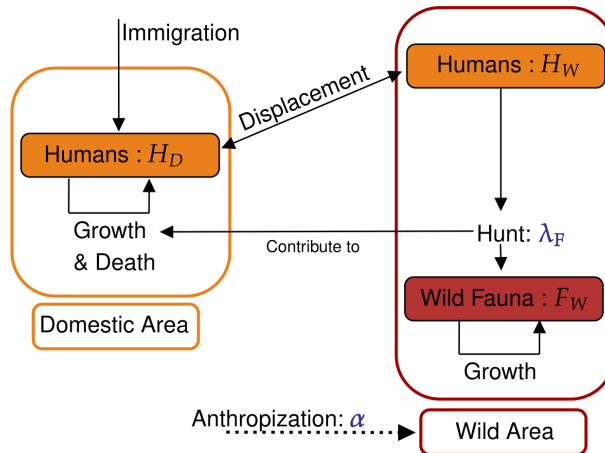 Immigration
Displacement
Humans : H_W
Humans : H_D
Growth
& Death
Contribute to
Hunt: λ_F
Wild Fauna : F_W
Growth
Domestic Area
Anthropization: α
Wild Area